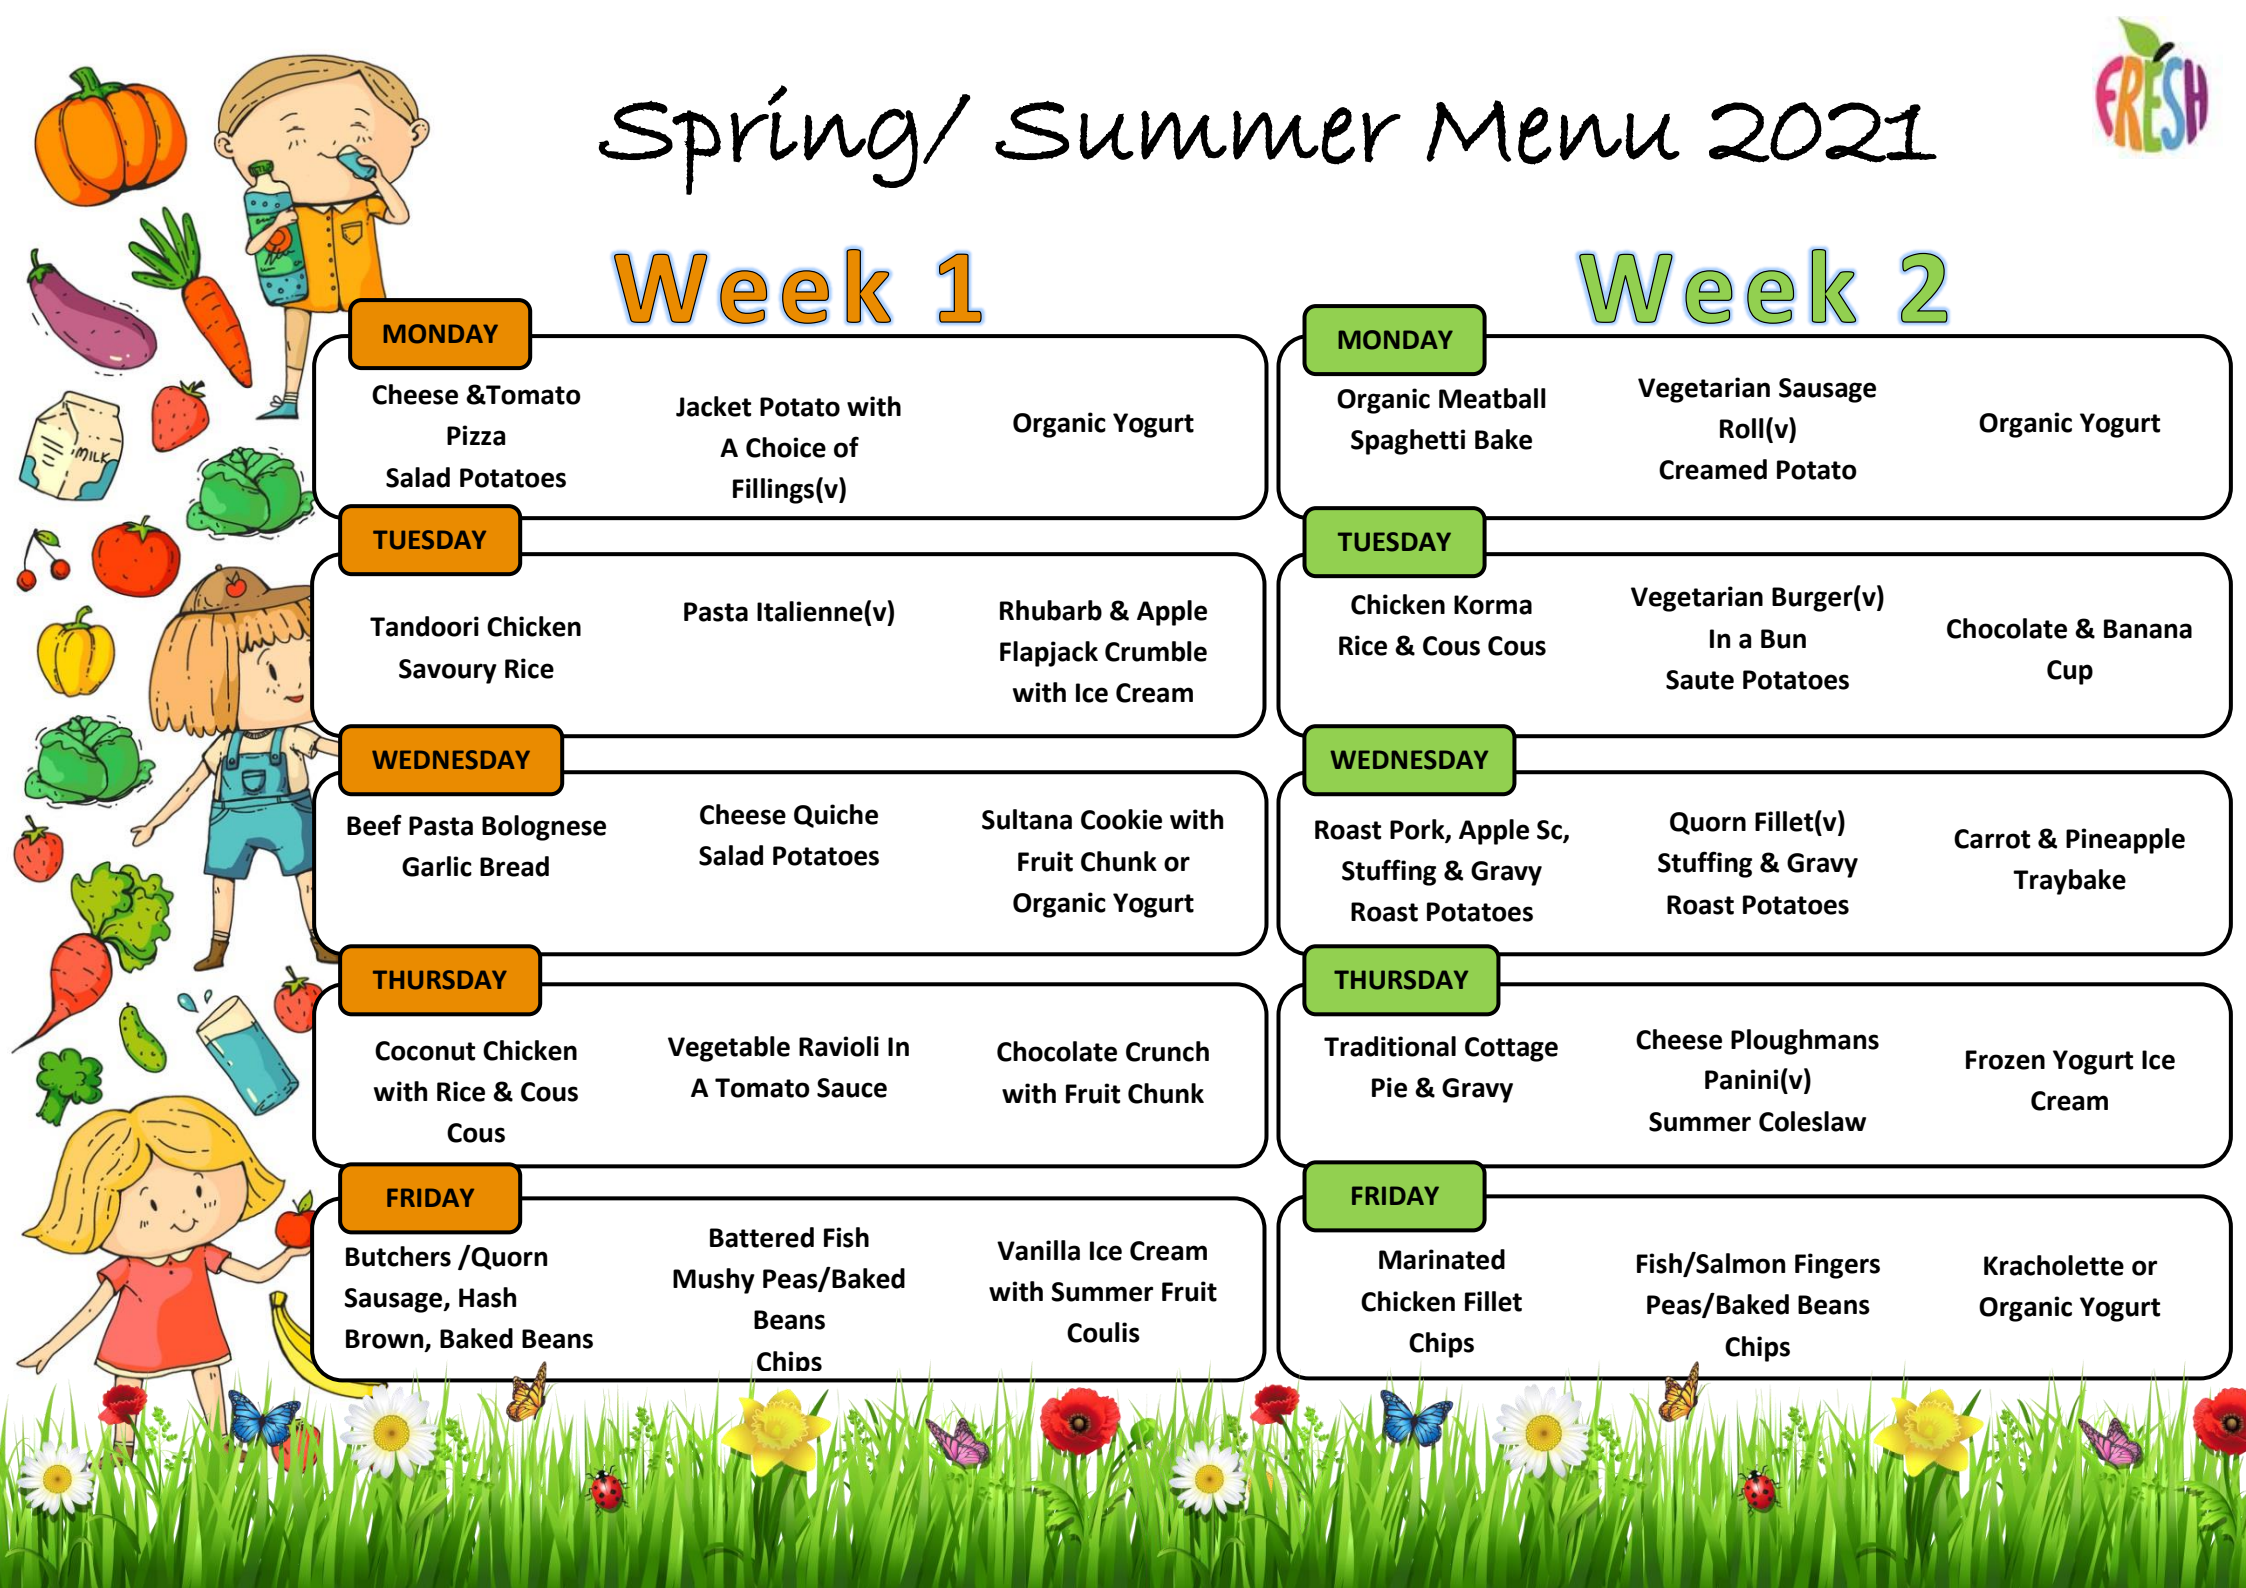 FRESH
Spring/ Summer Menu 2021
Week 1
MONDAY
Cheese &Tomato
Pizza
Salad Potatoes
Jacket Potato with
A Choice of
Fillings(v)
Organic Yogurt
TUESDAY
Tandoori Chicken
Savoury Rice
Pasta Italienne(v)
Rhubarb & Apple
Flapjack Crumble
with Ice Cream
WEDNESDAY
Beef Pasta Bolognese
Garlic Bread
Cheese Quiche
Salad Potatoes
Sultana Cookie with
Fruit Chunk or
Organic Yogurt
THURSDAY
Coconut Chicken
with Rice & Cous
Cous
Vegetable Ravioli In
A Tomato Sauce
Chocolate Crunch
with Fruit Chunk
FRIDAY
Butchers /Quorn
Sausage, Hash
Brown, Baked Beans
Battered Fish
Mushy Peas/Baked
Beans
Chips
Vanilla Ice Cream
with Summer Fruit
Coulis
Week 2
MONDAY
Organic Meatball
Spaghetti Bake
Vegetarian Sausage
Roll(v)
Creamed Potato
Organic Yogurt
TUESDAY
Chicken Korma
Rice & Cous Cous
Vegetarian Burger(v)
In a Bun
Saute Potatoes
Chocolate & Banana
Cup
WEDNESDAY
Roast Pork, Apple Sc,
Stuffing & Gravy
Roast Potatoes
Quorn Fillet(v)
Stuffing & Gravy
Roast Potatoes
Carrot & Pineapple
Traybake
THURSDAY
Traditional Cottage
Pie & Gravy
Cheese Ploughmans
Panini(v)
Summer Coleslaw
Frozen Yogurt Ice
Cream
FRIDAY
Marinated
Chicken Fillet
Chips
Fish/Salmon Fingers
Peas/Baked Beans
Chips
Kracholette or
Organic Yogurt
MILK